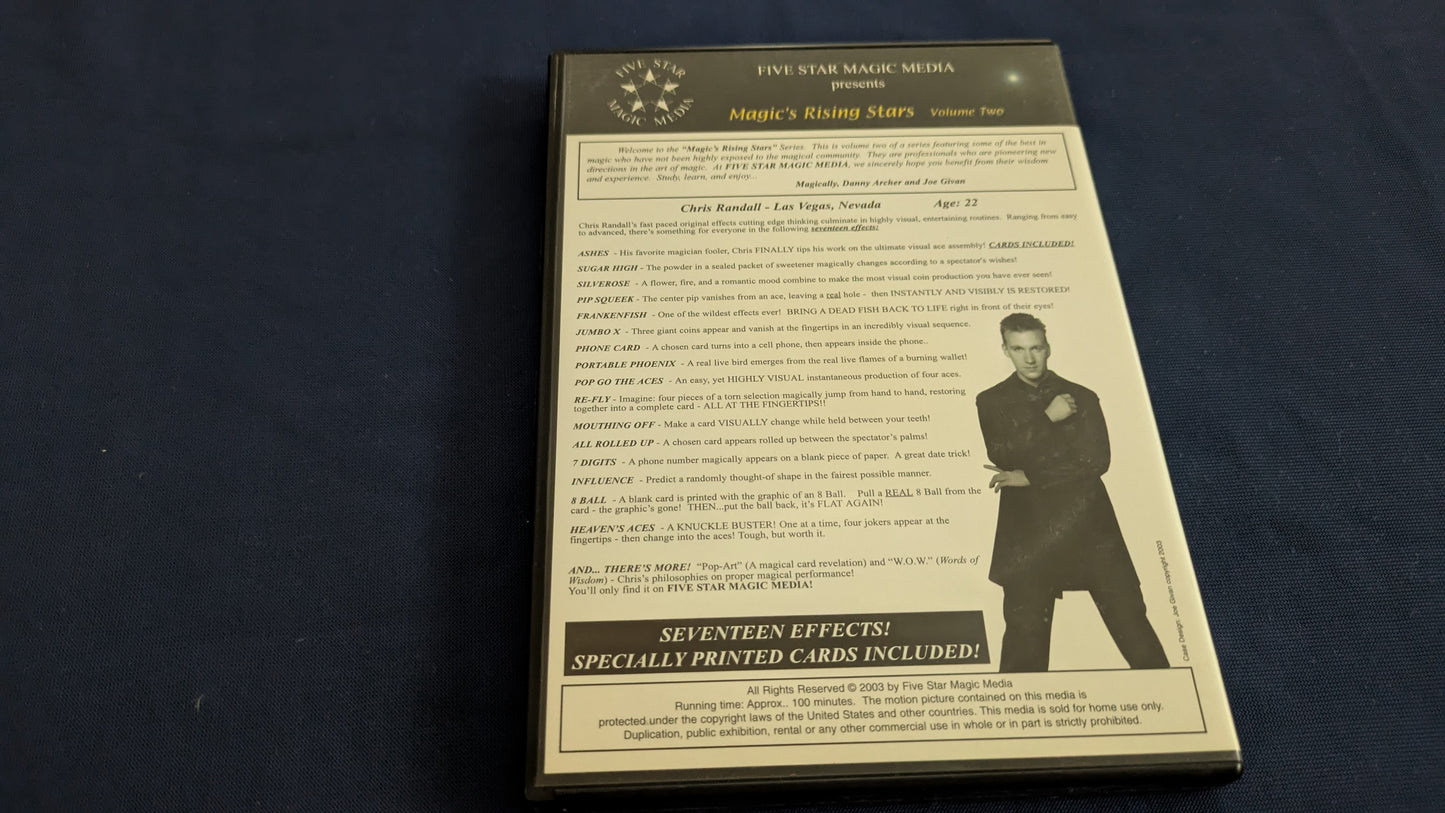 FIVE STAR
MAGIC MEDIA
FIVE STAR MAGIC MEDIA
presents
Magic's Rising Stars Volume Two
Welcome to the "Magic's Rising Stars" Series. This is volume two of a series featuring some of the best in
magic who have not been highly exposed to the magical community. They are professionals who are pioneering new
directions in the art of magic. At FIVE STAR MAGIC MEDIA, we sincerely hope you benefit from their wisdom
and experience. Study, learn, and enjoy...
Magically, Danny Archer and Joe Givan
Chris Randall - Las Vegas, Nevada Age: 22
Chris Randall's fast paced original effects cutting edge thinking culminate in highly visual, entertaining routines. Ranging from easy
to advanced, there's something for everyone in the following seventeen effects:
ASHES - His favorite magician fooler, Chris FINALLY tips his work on the ultimate visual ace assembly! CARDS INCLUDED!
SUGAR HIGH - The powder in a sealed packet of sweetener magically changes according to a spectator's wishes!
SILVEROSE - A flower, fire, and a romantic mood combine to make the most visual coin production you have ever seen!
PIP SQUEEK - The center pip vanishes from an ace, leaving a real hole - then INSTANTLY AND VISIBLY IS RESTORED!
FRANKENFISH - One of the wildest effects ever! BRING A DEAD FISH BACK TO LIFE right in front of their eyes!
JUMBO X - Three giant coins appear and vanish at the fingertips in an incredibly visual sequence.
PHONE CARD - A chosen card turns into a cell phone, then appears inside the phone..
PORTABLE PHOENIX - A real live bird emerges from the real live flames of a burning wallet!
POP GO THE ACES - An easy, yet HIGHLY VISUAL instantaneous production of four aces.
RE-FLY - Imagine: four pieces of a torn selection magically jump from hand to hand, restoring
together into a complete card - ALL AT THE FINGERTIPS!!
MOUTHING OFF - Make a card VISUALLY change while held between your teeth!
ALL ROLLED UP - A chosen card appears rolled up between the spectator's palms!
7 DIGITS - A phone number magically appears on a blank piece of paper. A great date trick!
INFLUENCE - Predict a randomly thought-of shape in the fairest possible manner.
8 BALL - A blank card is printed with the graphic of an 8 Ball. Pull a REAL 8 Ball from the
card - the graphic's gone! THEN...put the ball back, it's FLAT AGAIN!
HEAVEN'S ACES - A KNUCKLE BUSTER! One at a time, four jokers appear at the
fingertips - then change into the aces! Tough, but worth it.
AND... THERE'S MORE! "Pop-Art" (A magical card revelation) and "W.O.W." (Words of
Wisdom) - Chris's philosophies on proper magical performance!
You'll only find it on FIVE STAR MAGIC MEDIA!
SEVENTEEN EFFECTS!
SPECIALLY PRINTED CARDS INCLUDED!
Case Design: Joe Givan copyright 2003
All Rights Reserved © 2003 by Five Star Magic Media
Running time: Approx.. 100 minutes. The motion picture contained on this media is
protected under the copyright laws of the United States and other countries. This media is sold for home use only.
Duplication, public exhibition, rental or any other commercial use in whole or in part is strictly prohibited.